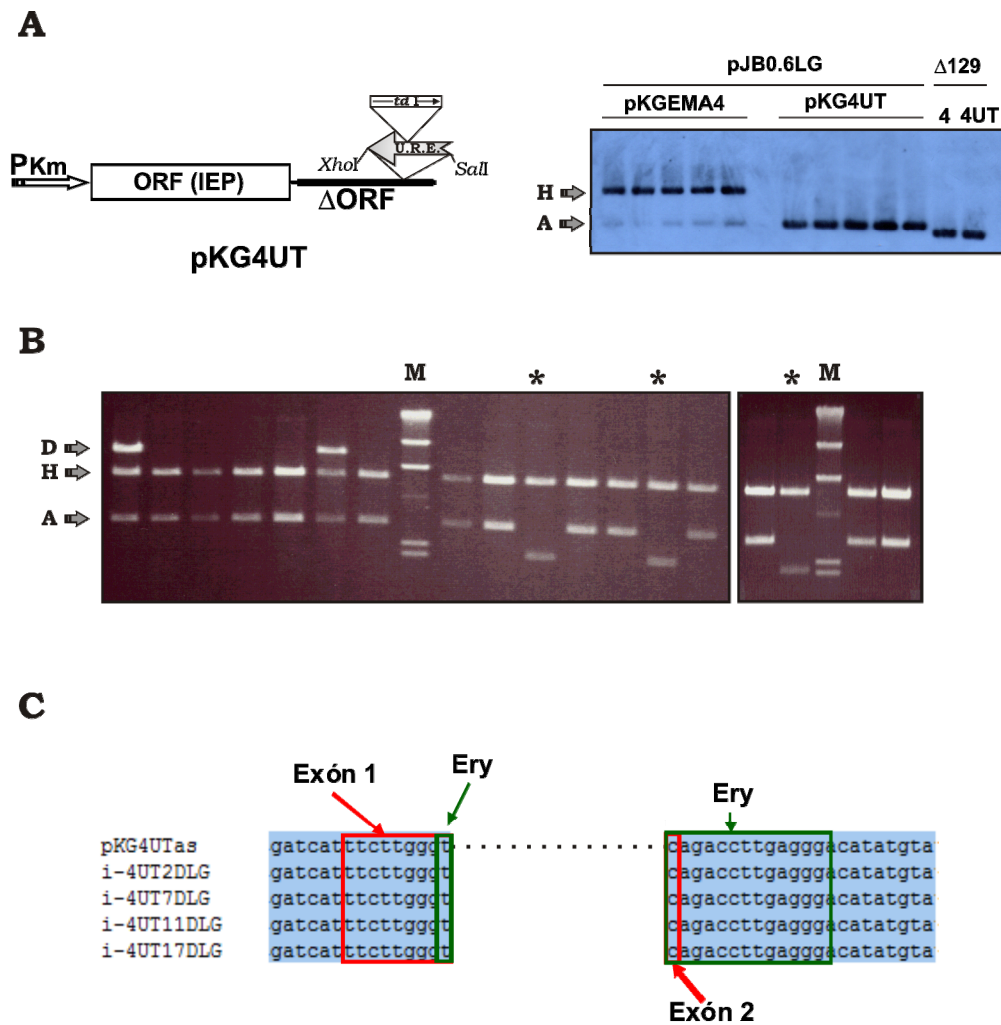 A
pJB0.6LG
Δ129
pKGEMA4
pKG4UT
4 4UT
td I
U.R.E.
XhoI
SalI
PKm
ORF (IEP)
ΔORF
pKG4UT
H
A
B
M
*
*
*
M
D
H
A
C
Exón 1
Ery
Ery
pKG4UTas gatcatttcttgggt....................cagaccttgagggacatatgta
i-4UT2DLG gatcatttcttgggt cagaccttgagggacatatgta
i-4UT7DLG gatcatttcttgggt cagaccttgagggacatatgta
i-4UT11DLG gatcatttcttgggt cagaccttgagggacatatgta
i-4UT17DLG gatcatttcttgggt cagaccttgagggacatatgta
Exón 2